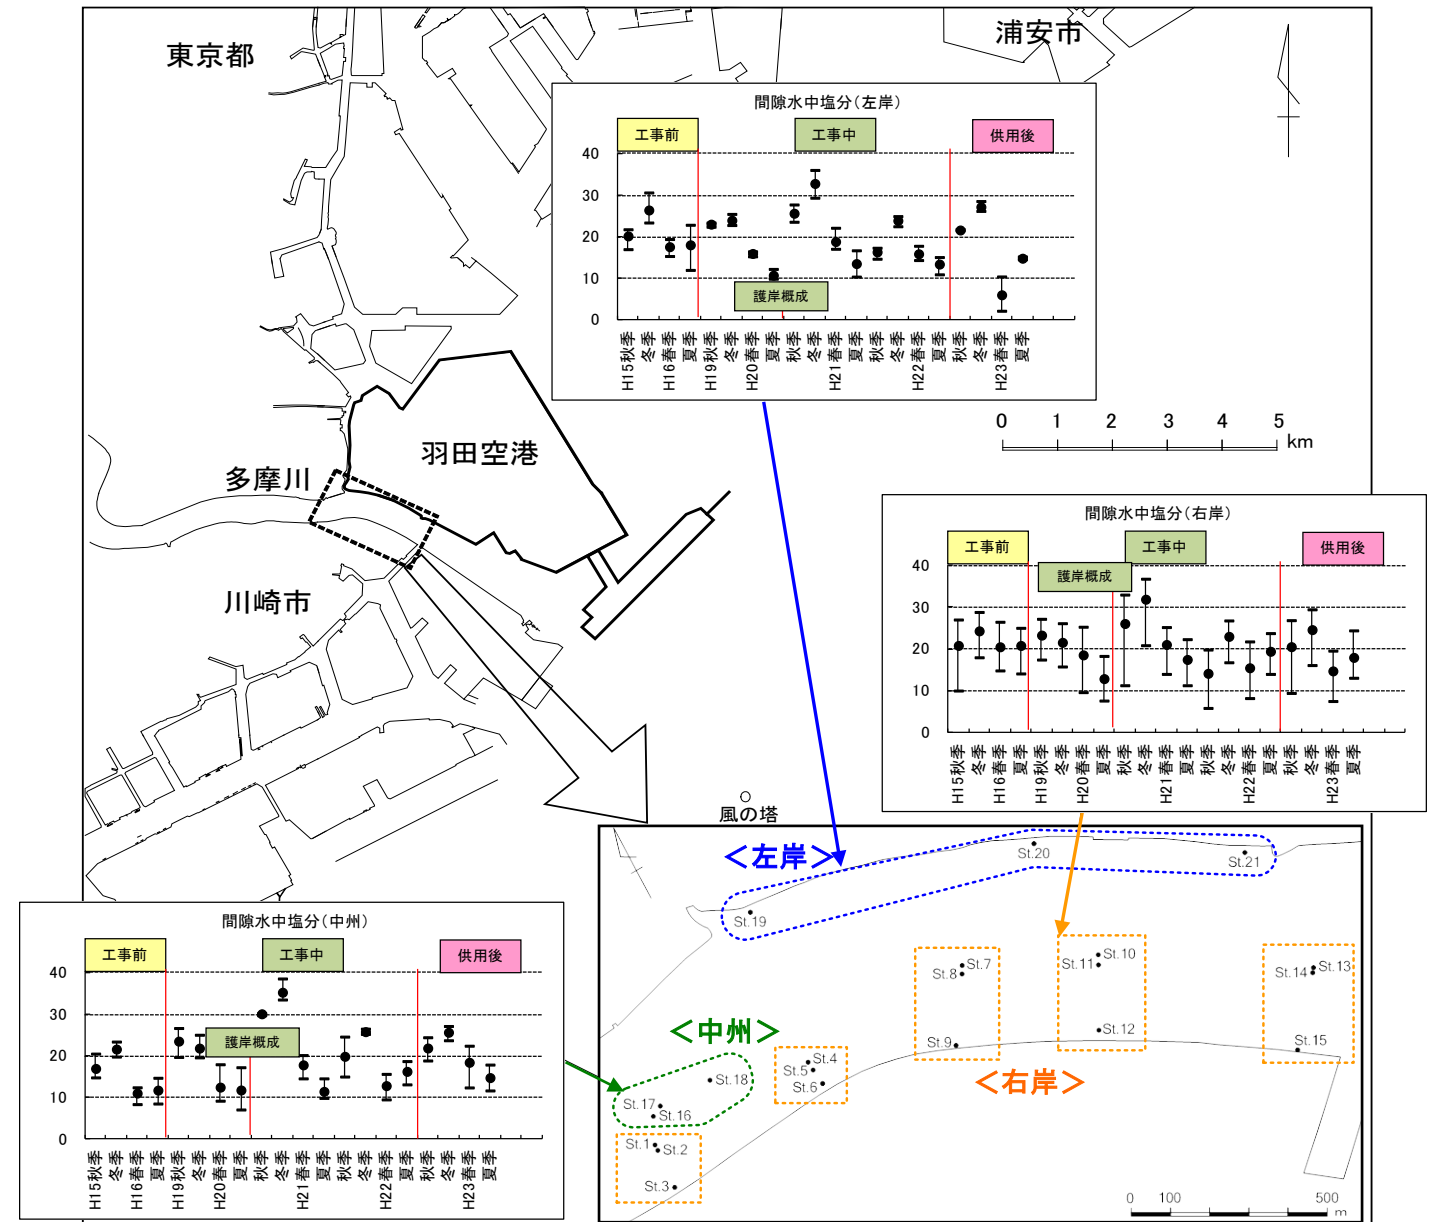 東京都
浦安市
間隙水中塩分(左岸)
工事前
工事中
供用後
40
30
20
10
0
護岸概成
H15秋季
冬季
H16春季
夏季
H19秋季
冬季
H20春季
夏季
秋季
冬季
H21春季
夏季
秋季
冬季
H22春季
夏季
秋季
冬季
H23春季
夏季
0 1 2 3 4 5
km
羽田空港
多摩川
川崎市
間隙水中塩分(右岸)
工事前
工事中
供用後
護岸概成
40
30
20
10
0
H15秋季
冬季
H16春季
夏季
H19秋季
冬季
H20春季
夏季
秋季
冬季
H21春季
夏季
秋季
冬季
H22春季
夏季
秋季
冬季
H23春季
夏季
風の塔
間隙水中塩分(中州)
工事前
工事中
供用後
護岸概成
40
30
20
10
0
H15秋季
冬季
H16春季
夏季
H19秋季
冬季
H20春季
夏季
秋季
冬季
H21春季
夏季
秋季
冬季
H22春季
夏季
秋季
冬季
H23春季
夏季
<左岸>
St.20
St.21
St.19
St.7
St.8
St.9
St.10
St.11
St.12
St.13
St.14
St.15
<中州>
St.18
St.17
St.16
St.4
St.5
St.6
<右岸>
St.1
St.2
St.3
0 100 500
m